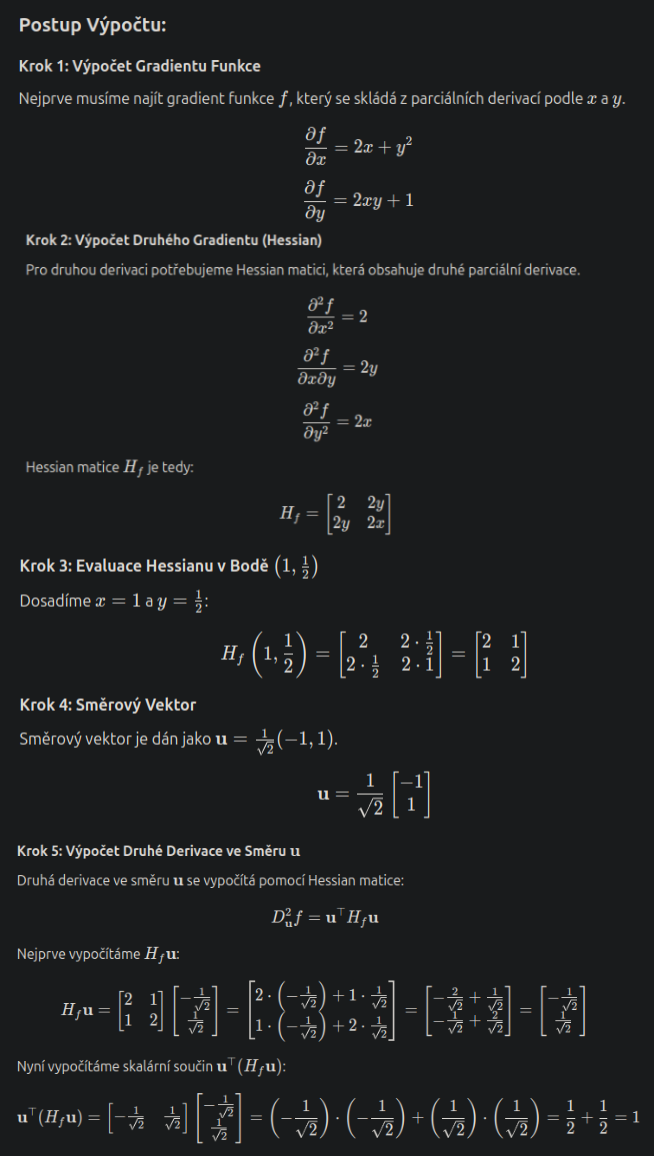 Postup Výpočtu:
Krok 1: Výpočet Gradientu Funkce
Nejprve musíme najít gradient funkce $f$, který se skládá z parciálních derivací podle $x$ a $y$.
$\frac{\partial f}{\partial x} = 2x + y^2$
$\frac{\partial f}{\partial y} = 2xy + 1$
Krok 2: Výpočet Druhého Gradientu (Hessian)
Pro druhou derivaci potřebujeme Hessian matici, která obsahuje druhé parciální derivace.
$\frac{\partial^2 f}{\partial x^2} = 2$
$\frac{\partial^2 f}{\partial x \partial y} = 2y$
$\frac{\partial^2 f}{\partial y^2} = 2x$
Hessian matice $H_f$ je tedy:
$H_f = \begin{bmatrix} 2 & 2y \\ 2y & 2x \end{bmatrix}$
Krok 3: Evaluace Hessianu v Bodě $\left(1, \frac{1}{2}\right)$
Dosadíme $x = 1$ a $y = \frac{1}{2}$:
$H_f \left(1, \frac{1}{2}\right) = \begin{bmatrix} 2 & 2 \cdot \frac{1}{2} \\ 2 \cdot \frac{1}{2} & 2 \cdot 1 \end{bmatrix} = \begin{bmatrix} 2 & 1 \\ 1 & 2 \end{bmatrix}$
Krok 4: Směrový Vektor
Směrový vektor je dán jako $\mathbf{u} = \frac{1}{\sqrt{2}}(-1, 1)$.
$\mathbf{u} = \frac{1}{\sqrt{2}} \begin{bmatrix} -1 \\ 1 \end{bmatrix}$
Krok 5: Výpočet Druhé Derivace ve Směru $\mathbf{u}$
Druhá derivace ve směru $\mathbf{u}$ se vypočítá pomocí Hessian matice:
$D_{\mathbf{u}}^2 f = \mathbf{u}^\top H_f \mathbf{u}$
Nejprve vypočítáme $H_f \mathbf{u}$:
$H_f \mathbf{u} = \begin{bmatrix} 2 & 1 \\ 1 & 2 \end{bmatrix} \begin{bmatrix} -\frac{1}{\sqrt{2}} \\ \frac{1}{\sqrt{2}} \end{bmatrix} = \begin{bmatrix} 2 \cdot \left(-\frac{1}{\sqrt{2}}\right) + 1 \cdot \frac{1}{\sqrt{2}} \\ 1 \cdot \left(-\frac{1}{\sqrt{2}}\right) + 2 \cdot \frac{1}{\sqrt{2}} \end{bmatrix} = \begin{bmatrix} -\frac{2}{\sqrt{2}} + \frac{1}{\sqrt{2}} \\ -\frac{1}{\sqrt{2}} + \frac{2}{\sqrt{2}} \end{bmatrix} = \begin{bmatrix} -\frac{1}{\sqrt{2}} \\ \frac{1}{\sqrt{2}} \end{bmatrix}$
Nyní vypočítáme skalární součin $\mathbf{u}^\top (H_f \mathbf{u})$:
$\mathbf{u}^\top (H_f \mathbf{u}) = \begin{bmatrix} -\frac{1}{\sqrt{2}} & \frac{1}{\sqrt{2}} \end{bmatrix} \begin{bmatrix} -\frac{1}{\sqrt{2}} \\ \frac{1}{\sqrt{2}} \end{bmatrix} = \left(-\frac{1}{\sqrt{2}}\right) \cdot \left(-\frac{1}{\sqrt{2}}\right) + \left(\frac{1}{\sqrt{2}}\right) \cdot \left(\frac{1}{\sqrt{2}}\right) = \frac{1}{2} + \frac{1}{2} = 1$